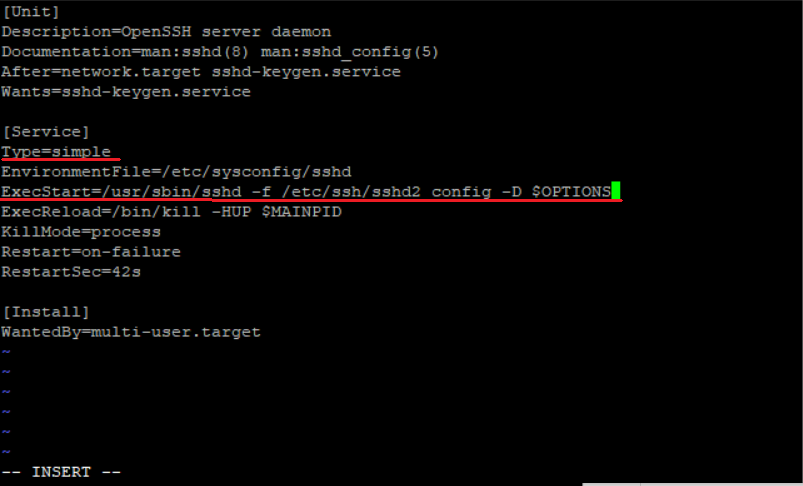 [Unit]
Description=OpenSSH server daemon
Documentation=man:sshd(8) man:sshd_config(5)
After=network.target sshd-keygen.service
Wants=sshd-keygen.service
[Service]
Type=simple
EnvironmentFile=/etc/sysconfig/sshd
ExecStart=/usr/sbin/sshd -f /etc/ssh/sshd2_config -D $OPTIONS
ExecReload=/bin/kill -HUP $MAINPID
KillMode=process
Restart=on-failure
RestartSec=42s
[Install]
WantedBy=multi-user.target
~
~
~
~
~
~
-- INSERT --